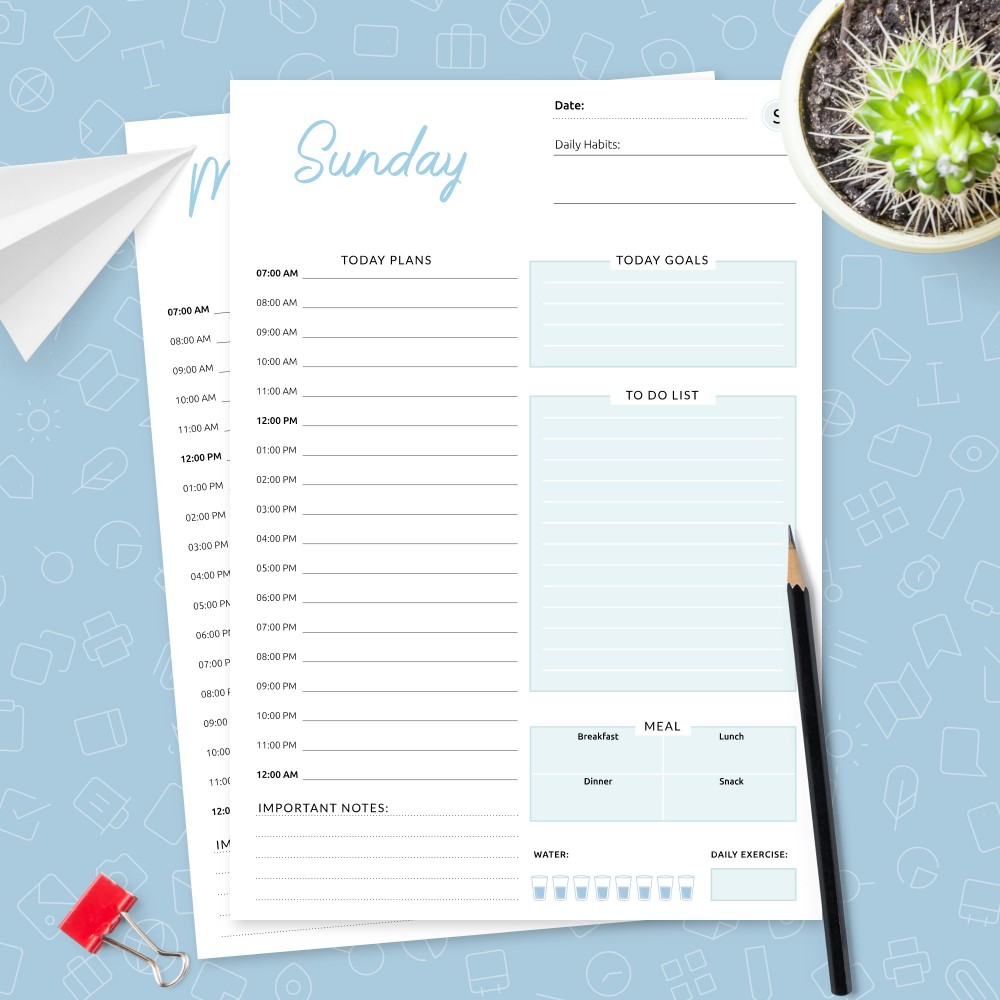 Sunday
Date:
S
Daily Habits:
TODAY PLANS
07:00 AM
08:00 AM
09:00 AM
10:00 AM
11:00 AM
12:00 PM
01:00 PM
02:00 PM
03:00 PM
04:00 PM
05:00 PM
06:00 PM
07:00 PM
08:00 PM
09:00 PM
10:00 PM
11:00 PM
12:00 AM
IMPORTANT NOTES:
TODAY GOALS
TO DO LIST
MEAL
Breakfast
Lunch
Dinner
Snack
WATER:
DAILY EXERCISE:
M
07:00 AM
08:00 AM
09:00 AM
10:00 AM
11:00 AM
12:00 PM
01:00 PM
02:00 PM
03:00 PM
04:00 PM
05:00 PM
06:00 P
07:00 P
08:00
09:00
10:00
11:00
12:0
IM